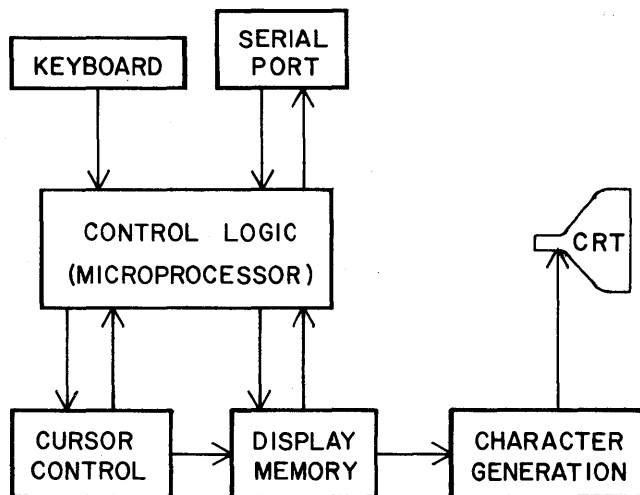 KEYBOARD
SERIAL
PORT
CONTROL LOGIC
(MICROPROCESSOR)
CRT
CURSOR
CONTROL
DISPLAY
MEMORY
CHARACTER
GENERATION